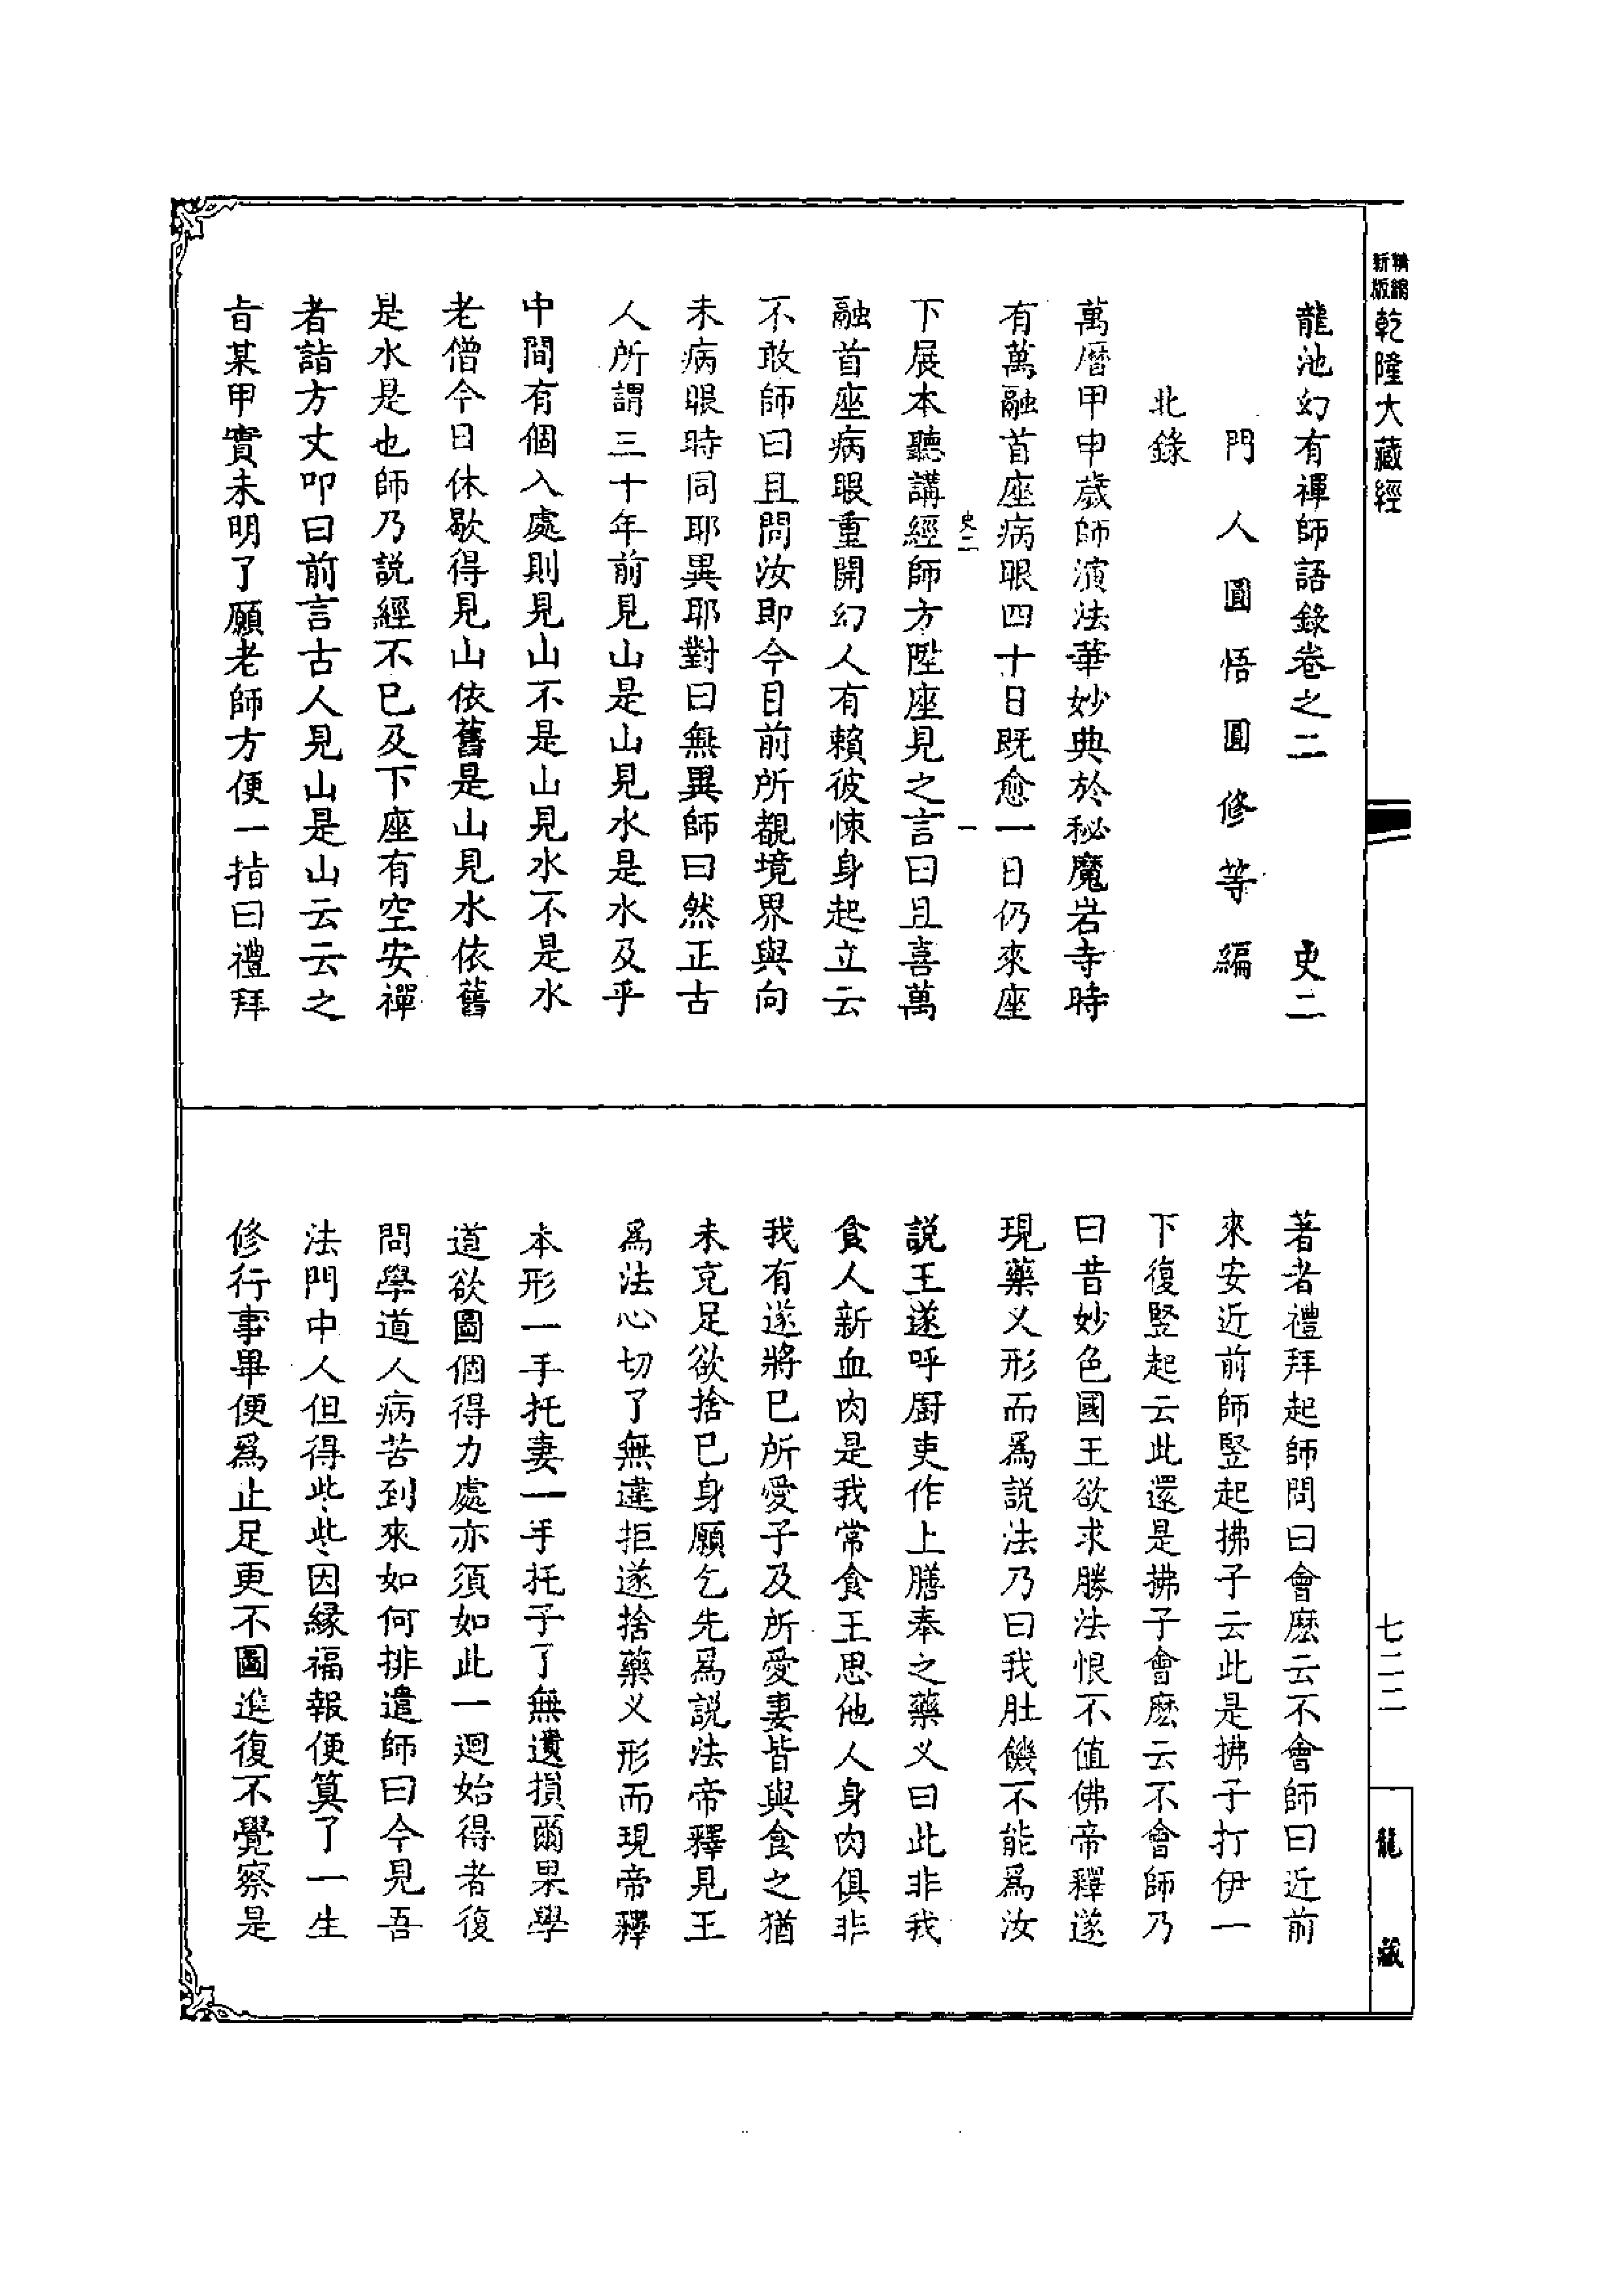 精編
新版
乾隆大藏經
龍池幻有禪師語錄卷之二 史二
門人圓悟圓修等編
北錄
萬曆甲申歲師演法華妙典於秘魔岩寺時
有萬融首座病眼四十日既愈一日仍來座
史二 一
下展本聽講經師方陞座見之言曰且喜萬
融首座病眼重開幻人有賴彼悚身起立云
不敢師曰且問汝即今目前所覩境界與向
未病眼時同耶異耶對曰無異師曰然正古
人所謂三十年前見山是山見水是水及乎
中間有個入處則見山不是山見水不是水
老僧今日休歇得見山依舊是山見水依舊
是水是也師乃説經不已及下座有空安禪
者詣方丈叩曰前言古人見山是山云云之
旨某甲實未明了願老師方便一指曰禮拜
著者禮拜起師問曰會麽云不會師曰近前
來安近前師竪起拂子云此是拂子打伊一
下復竪起云此還是拂子會麽云不會師乃
曰昔妙色國王欲求勝法恨不值佛帝釋遂
現藥义形而爲説法乃曰我肚饑不能爲汝
説王遂呼厨吏作上膳奉之藥义曰此非我
食人新血肉是我常食王思他人身肉俱非
我有遂將已所愛子及所愛妻皆與食之猶
未充足欲捨已身願乞先爲説法帝釋見王
爲法心切了無違拒遂捨藥义形而現帝釋
本形一手托妻一手托子了無遺損爾果學
道欲圖個得力處亦須如此一迴始得者復
問學道人病苦到來如何排遣師曰今見吾
法門中人但得些些因緣福報便算了一生
修行事畢便爲止足更不圖進復不覺察是
七二二
龍藏